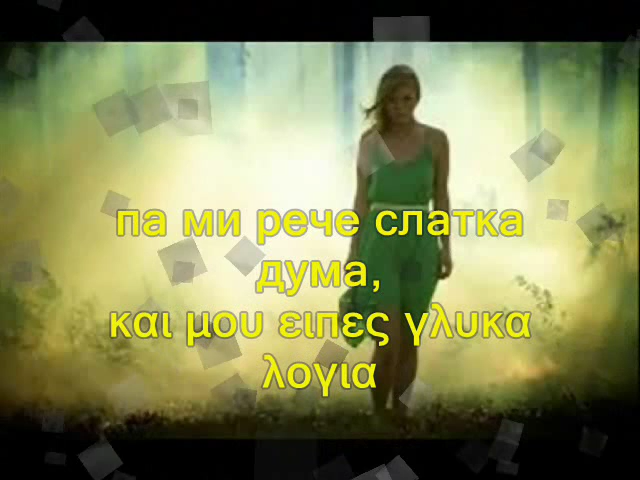 па ми рече слатка
дума,
και μου ειπες γλυκα
λογια